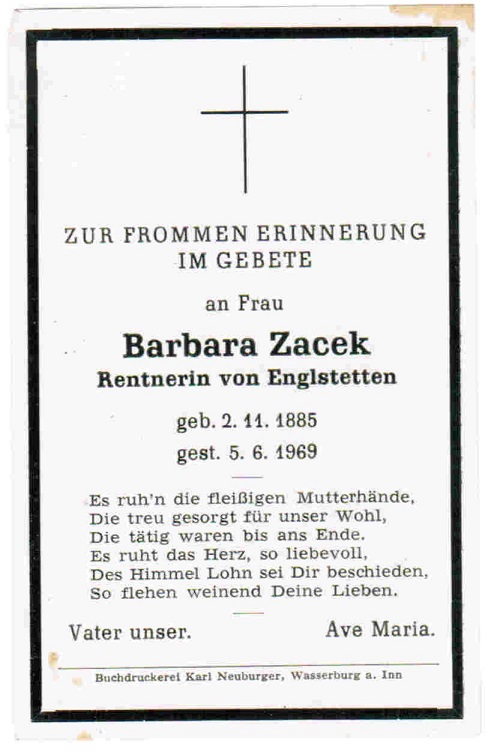 ZUR FROMMEN ERINNERUNG
IM GEBETE
an Frau
Barbara Zacek
Rentnerin von Englstetten
geb. 2. 11. 1885
gest. 5. 6. 1969
Es ruh'n die fleißigen Mutterhände,
Die treu gesorgt für unser Wohl,
Die tätig waren bis ans Ende.
Es ruht das Herz, so liebevoll,
Des Himmel Lohn sei Dir beschieden,
So flehen weinend Deine Lieben.
Vater unser. Ave Maria.
Buchdruckerei Karl Neuburger, Wasserburg a. Inn